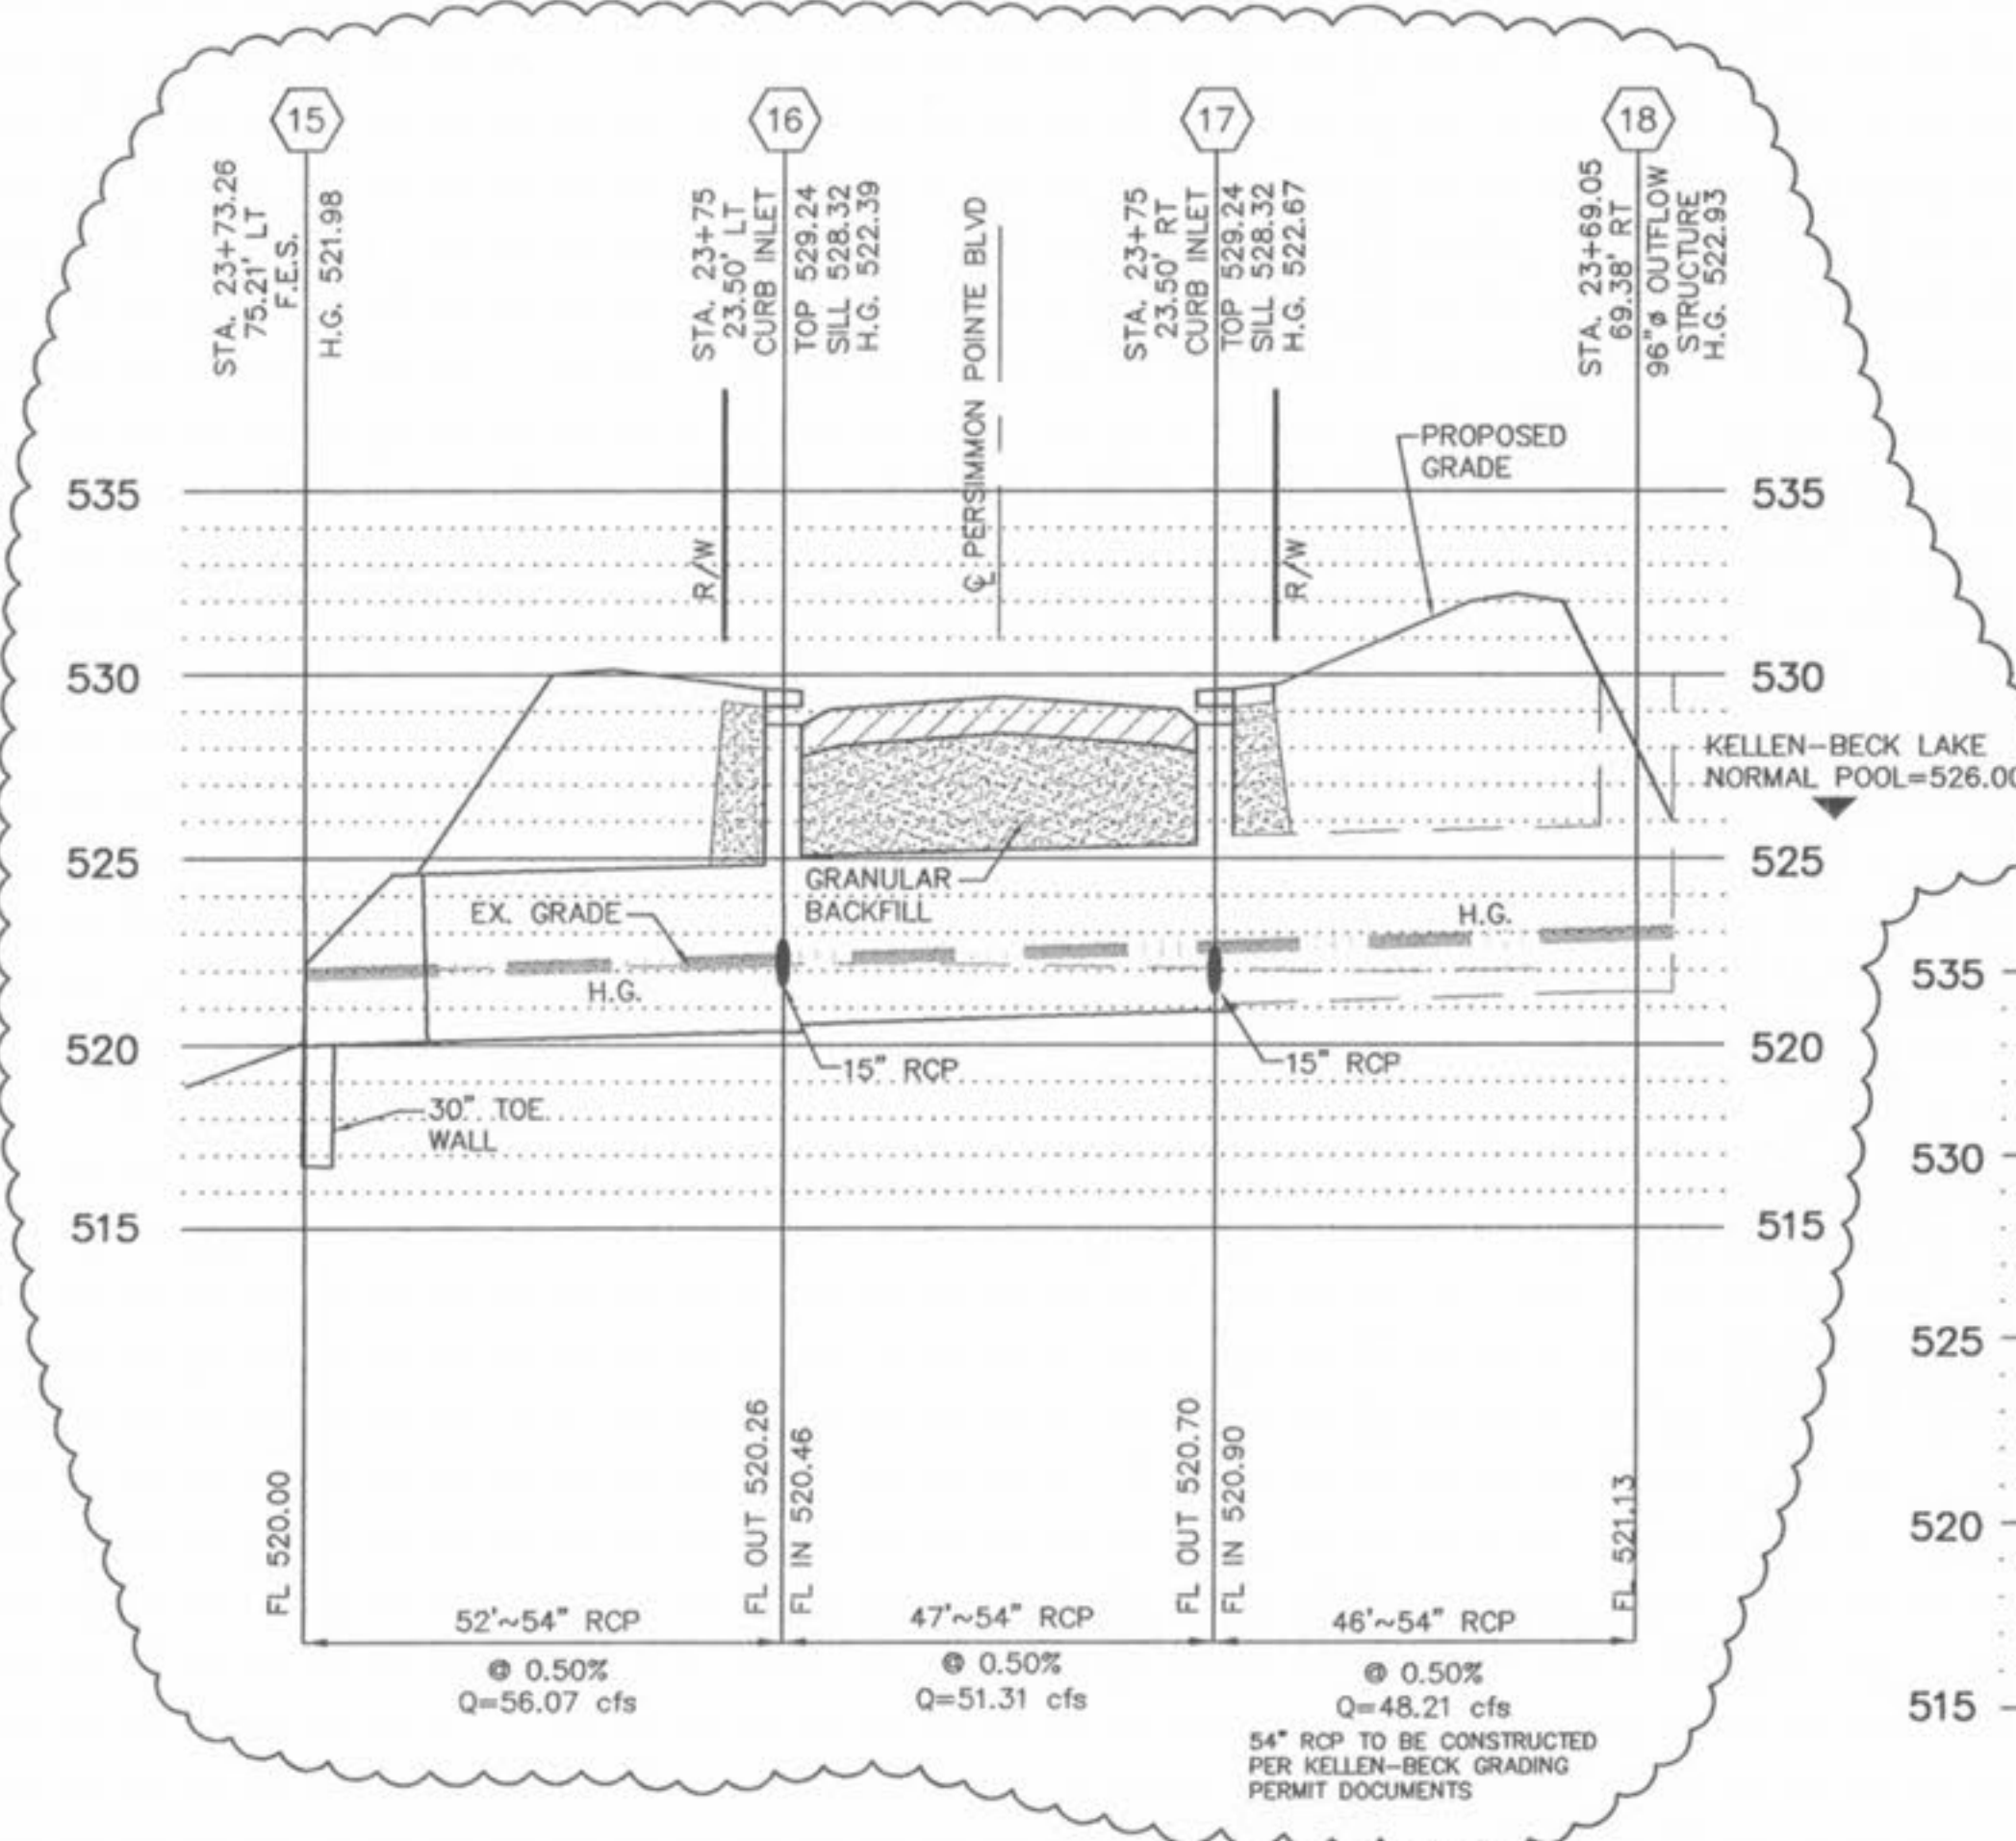 15
16
17
18
STA. 23+73.26
75.21' LT
F.E.S.
H.G. 521.98
STA. 23+75
23.50' LT
CURB INLET
TOP 529.24
SILL 528.32
H.G. 522.39
℄ PERSIMMON POINTE BLVD
STA. 23+75
23.50' RT
CURB INLET
TOP 529.24
SILL 528.32
H.G. 522.67
STA. 23+69.05
69.38' RT
96"ø OUTFLOW
STRUCTURE
H.G. 522.93
PROPOSED
GRADE
535
535
R/W
R/W
530
530
KELLEN-BECK LAKE
NORMAL POOL=526.00
525
525
GRANULAR
BACKFILL
EX. GRADE
H.G.
H.G.
535
520
520
15" RCP
15" RCP
30" TOE
WALL
530
515
515
525
FL 520.00
FL OUT 520.26
FL IN 520.46
FL OUT 520.70
FL IN 520.90
FL 521.13
520
52'~54" RCP
47'~54" RCP
46'~54" RCP
@ 0.50%
Q=56.07 cfs
@ 0.50%
Q=51.31 cfs
@ 0.50%
Q=48.21 cfs
515
54" RCP TO BE CONSTRUCTED
PER KELLEN-BECK GRADING
PERMIT DOCUMENTS